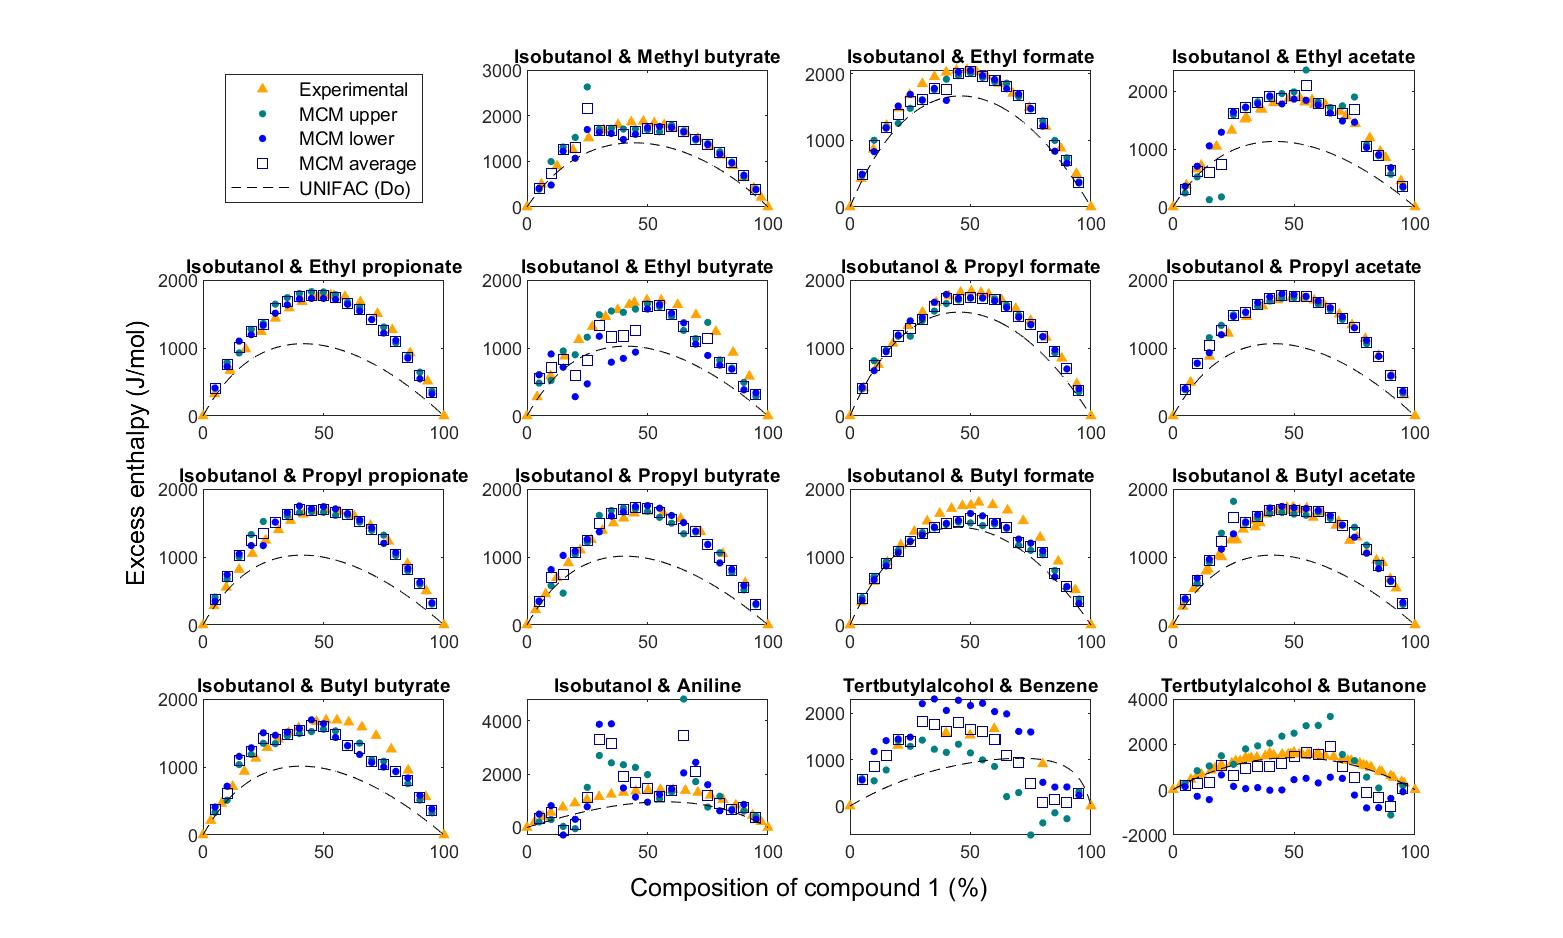 Experimental
MCM upper
MCM lower
MCM average
UNIFAC (Do)
Isobutanol & Methyl butyrate
3000
2000
1000
0
0 50 100
Isobutanol & Ethyl formate
2000
1000
0
0 50 100
Isobutanol & Ethyl acetate
2000
1000
0
0 50 100
Excess enthalpy (J/mol)
Isobutanol & Ethyl propionate
2000
1000
0
0 50 100
Isobutanol & Ethyl butyrate
2000
1000
0
0 50 100
Isobutanol & Propyl formate
2000
1000
0
0 50 100
Isobutanol & Propyl acetate
2000
1000
0
0 50 100
Isobutanol & Propyl propionate
2000
1000
0
0 50 100
Isobutanol & Propyl butyrate
2000
1000
0
0 50 100
Isobutanol & Butyl formate
2000
1000
0
0 50 100
Isobutanol & Butyl acetate
2000
1000
0
0 50 100
Isobutanol & Butyl butyrate
2000
1000
0
0 50 100
Isobutanol & Aniline
4000
2000
0
0 50 100
Tertbutylalcohol & Benzene
2000
1000
0
0 50 100
Tertbutylalcohol & Butanone
4000
2000
0
-2000
0 50 100
Composition of compound 1 (%)